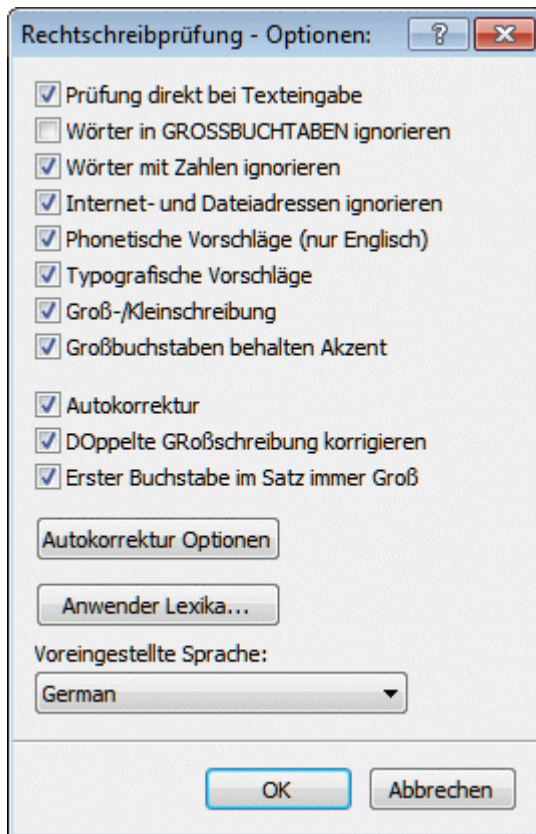 Rechtschreibprüfung - Optionen:
Prüfung direkt bei Texteingabe
Wörter in GROSSBUCHTABEN ignorieren
Wörter mit Zahlen ignorieren
Internet- und Dateiadressen ignorieren
Phonetische Vorschläge (nur Englisch)
Typografische Vorschläge
Groß-/Kleinschreibung
Großbuchstaben behalten Akzent
Autokorrektur
DOppelte GRoßschreibung korrigieren
Erster Buchstabe im Satz immer Groß
Autokorrektur Optionen
Anwender Lexika...
Voreingestellte Sprache:
German
OK Abbrechen